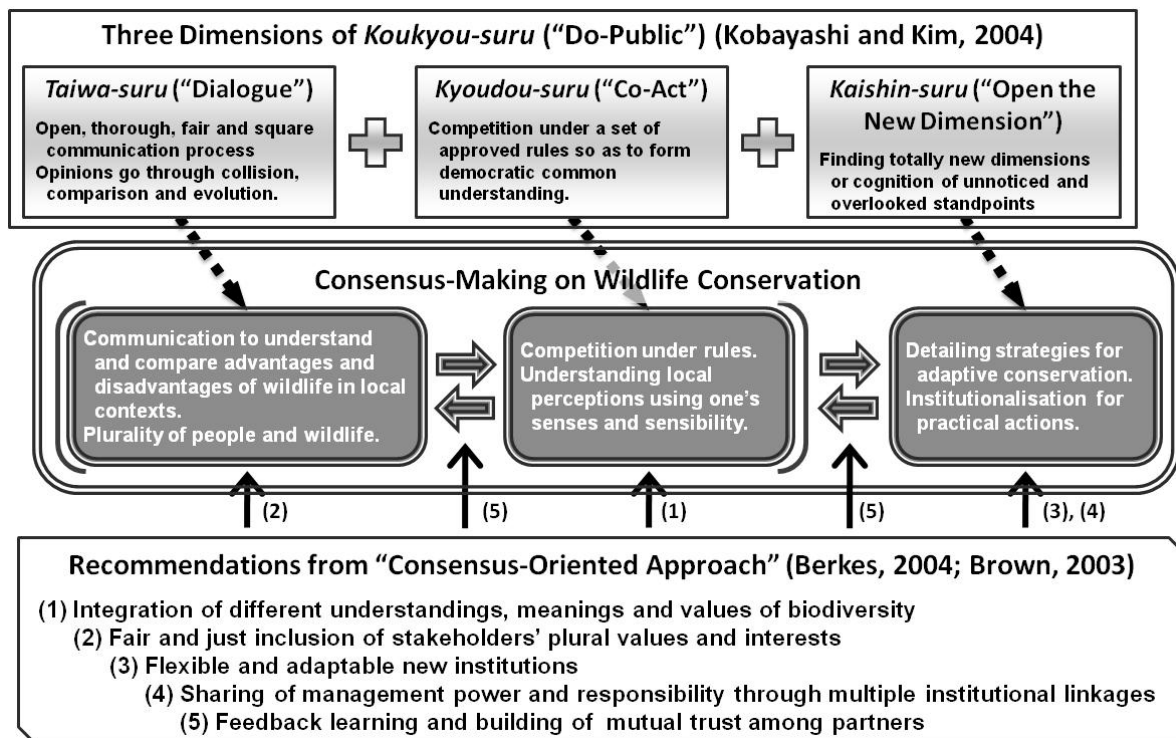 Three Dimensions of Koukyou-suru (“Do-Public”) (Kobayashi and Kim, 2004)
Taiwa-suru (“Dialogue”)
Open, thorough, fair and square
communication process
Opinions go through collision,
comparison and evolution.
Kyoudou-suru (“Co-Act”)
Competition under a set of
approved rules so as to form
democratic common
understanding.
Kaishin-suru (“Open the
New Dimension”)
Finding totally new dimensions
or cognition of unnoticed and
overlooked standpoints
Consensus-Making on Wildlife Conservation
Communication to understand
and compare advantages and
disadvantages of wildlife in local
contexts.
Plurality of people and wildlife.
Competition under rules.
Understanding local
perceptions using one’s
senses and sensibility.
Detailing strategies for
adaptive conservation.
Institutionalisation for
practical actions.
(2)
(5)
(1)
(5)
(3), (4)
Recommendations from “Consensus-Oriented Approach” (Berkes, 2004; Brown, 2003)
(1) Integration of different understandings, meanings and values of biodiversity
(2) Fair and just inclusion of stakeholders’ plural values and interests
(3) Flexible and adaptable new institutions
(4) Sharing of management power and responsibility through multiple institutional linkages
(5) Feedback learning and building of mutual trust among partners